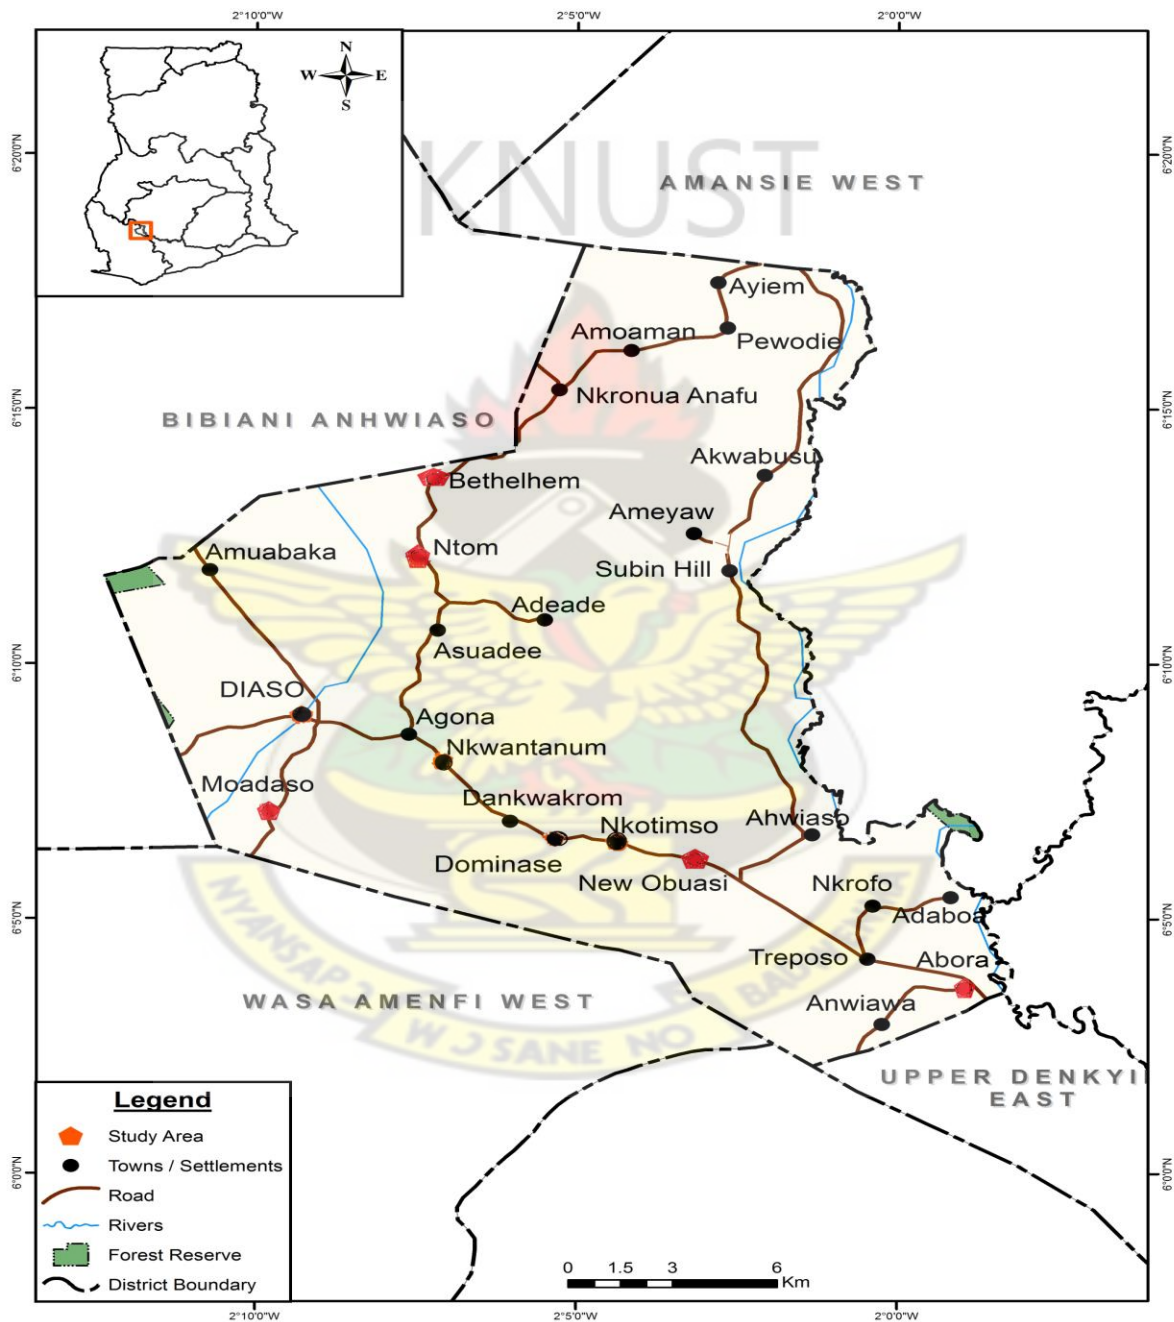 2°10'0"W 2°5'0"W 2°0'0"W
N
W E
S
6°20'0"N 6°20'0"N
KNUST
AMANSIE WEST
Ayiem
Amoaman
Pewodie
Nkronua Anafu
6°15'0"N 6°15'0"N
BIBIANI ANHWIASO
Akwabusu
Bethelhem
Ameyaw
Ntom
Amuabaka
Subin Hill
Adeade
Asuadee
6°10'0"N 6°10'0"N
DIASO
Agona
Nkwantanum
Moadaso
Dankwakrom
Nkotimso
Ahwiaso
Dominase
New Obuasi
Nkrofo
Adaboa
6°5'0"N 6°5'0"N
Treposo
Abora
WASA AMENFI WEST
Anwiawa
NYANSAPƆ WƆSANE NO BADWENMA
UPPER DENKYI
EAST
Legend
Study Area
Towns / Settlements
Road
Rivers
Forest Reserve
District Boundary
6°0'0"N 6°0'0"N
0 1.5 3 6
Km
2°10'0"W 2°5'0"W 2°0'0"W